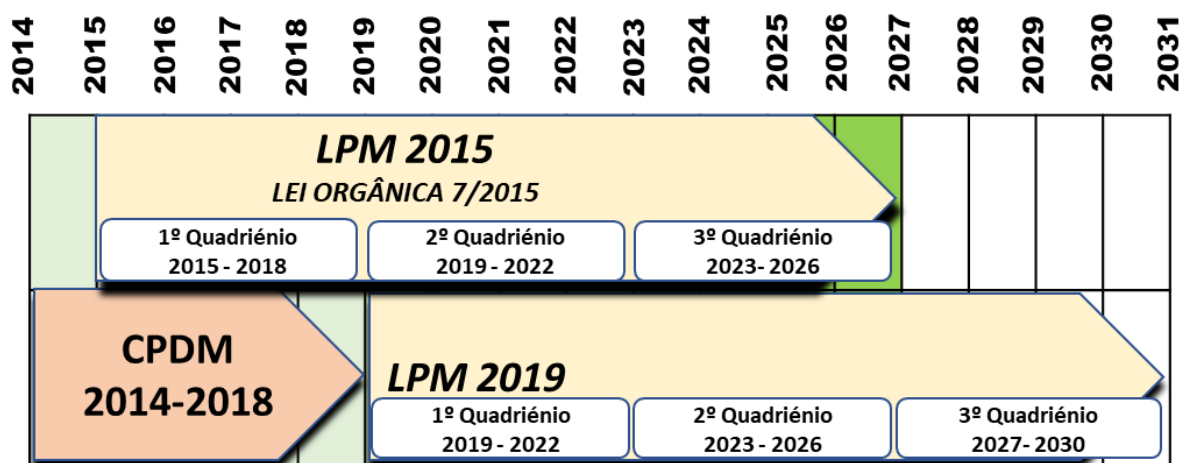 2014 2015 2016 2017 2018 2019 2020 2021 2022 2023 2024 2025 2026 2027 2028 2029 2030 2031
LPM 2015
LEI ORGÂNICA 7/2015
1º Quadriénio
2015 - 2018
2º Quadriénio
2019 - 2022
3º Quadriénio
2023- 2026
CPDM
2014-2018
LPM 2019
1º Quadriénio
2019 - 2022
2º Quadriénio
2023 - 2026
3º Quadriénio
2027- 2030